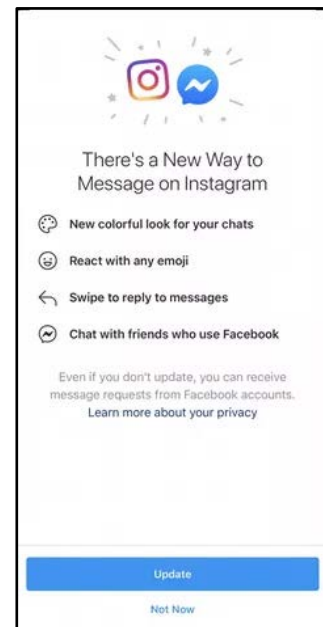 There's a New Way to
Message on Instagram
New colorful look for your chats
React with any emoji
Swipe to reply to messages
Chat with friends who use Facebook
Even if you don't update, you can receive
message requests from Facebook accounts.
Learn more about your privacy
Update
Not Now